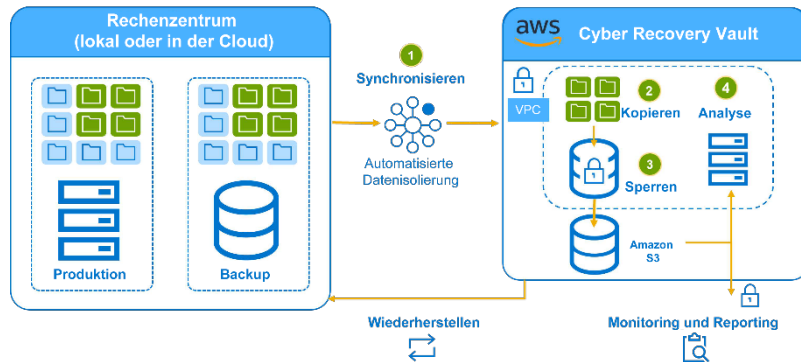 Rechenzentrum
(lokal oder in der Cloud)
Produktion
Backup
1
Synchronisieren
Automatisierte
Datenisolierung
aws
Cyber Recovery Vault
VPC
2
Kopieren
3
Sperren
4
Analyse
Amazon
S3
Wiederherstellen
Monitoring und Reporting